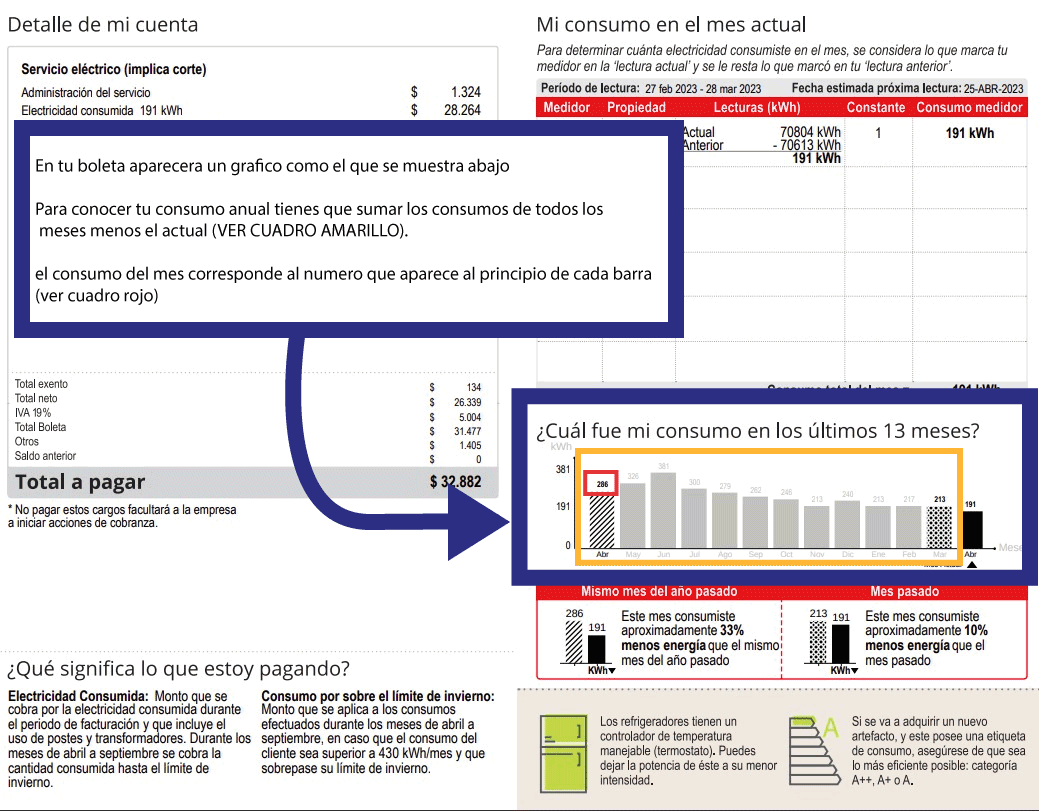 Detalle de mi cuenta
Servicio eléctrico (implica corte)
Administración del servicio $ 1.324
Electricidad consumida 191 kWh $ 28.264
En tu boleta aparecera un grafico como el que se muestra abajo
Para conocer tu consumo anual tienes que sumar los consumos de todos los
meses menos el actual (VER CUADRO AMARILLO).
el consumo del mes corresponde al numero que aparece al principio de cada barra
(ver cuadro rojo)
Total exento $ 134
Total neto $ 26.339
IVA 19% $ 5.004
Total Boleta $ 31.477
Otros $ 1.405
Saldo anterior $ 0
Total a pagar $ 32.882
* No pagar estos cargos facultará a la empresa
a iniciar acciones de cobranza.
Mi consumo en el mes actual
Para determinar cuánta electricidad consumiste en el mes, se considera lo que marca tu
medidor en la 'lectura actual' y se le resta lo que marcó en tu 'lectura anterior'.
Período de lectura: 27 feb 2023 - 28 mar 2023 Fecha estimada próxima lectura: 25-ABR-2023
Medidor Propiedad Lecturas (kWh) Constante Consumo medidor
Actual 70804 kWh 1 191 kWh
Anterior - 70613 kWh
191 kWh
Consumo total del mes = 191 kWh
¿Cuál fue mi consumo en los últimos 13 meses?
kWh
381
191
0
286 326 381 300 279 262 246 213 240 213 217 213 191
Abr May Jun Jul Ago Sep Oct Nov Dic Ene Feb Mar Abr
Mese
Mismo mes del año pasado
286 191
KWh
Este mes consumiste
aproximadamente 33%
menos energía que el mismo
mes del año pasado
Mes pasado
213 191
KWh
Este mes consumiste
aproximadamente 10%
menos energía que el
mes pasado
¿Qué significa lo que estoy pagando?
Electricidad Consumida: Monto que se
cobra por la electricidad consumida durante
el periodo de facturación y que incluye el
uso de postes y transformadores. Durante los
meses de abril a septiembre se cobra la
cantidad consumida hasta el límite de
invierno.
Consumo por sobre el límite de invierno:
Monto que se aplica a los consumos
efectuados durante los meses de abril a
septiembre, en caso que el consumo del
cliente sea superior a 430 kWh/mes y que
sobrepase su límite de invierno.
Los refrigeradores tienen un
controlador de temperatura
manejable (termostato). Puedes
dejar la potencia de éste a su menor
intensidad.
A
Si se va a adquirir un nuevo
artefacto, y este posee una etiqueta
de consumo, asegúrese de que sea
lo más eficiente posible: categoría
A++, A+ o A.